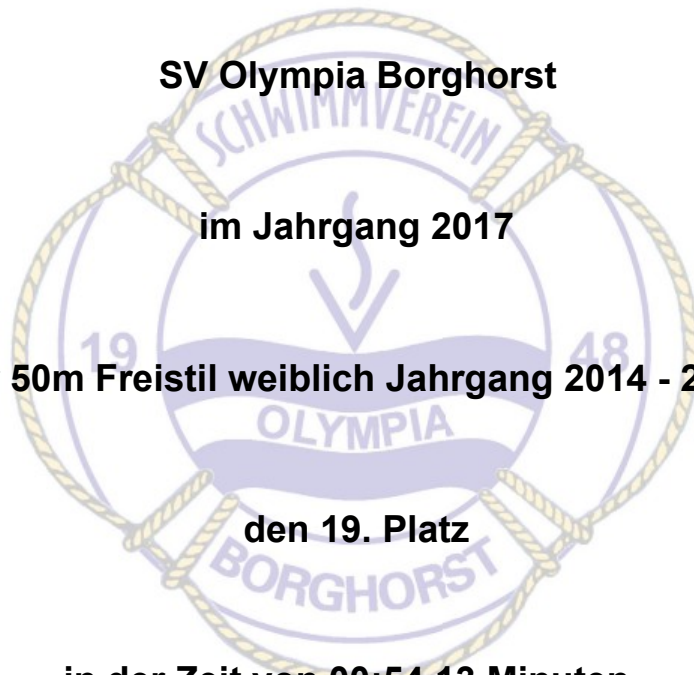 SV Olympia Borghorst
SCHWIMMVEREIN
im Jahrgang 2017
19 48
50m Freistil weiblich Jahrgang 2014 - 2
OLYMPIA
den 19. Platz
BORGHORST
in der Zeit von 00:54,13 Minuten